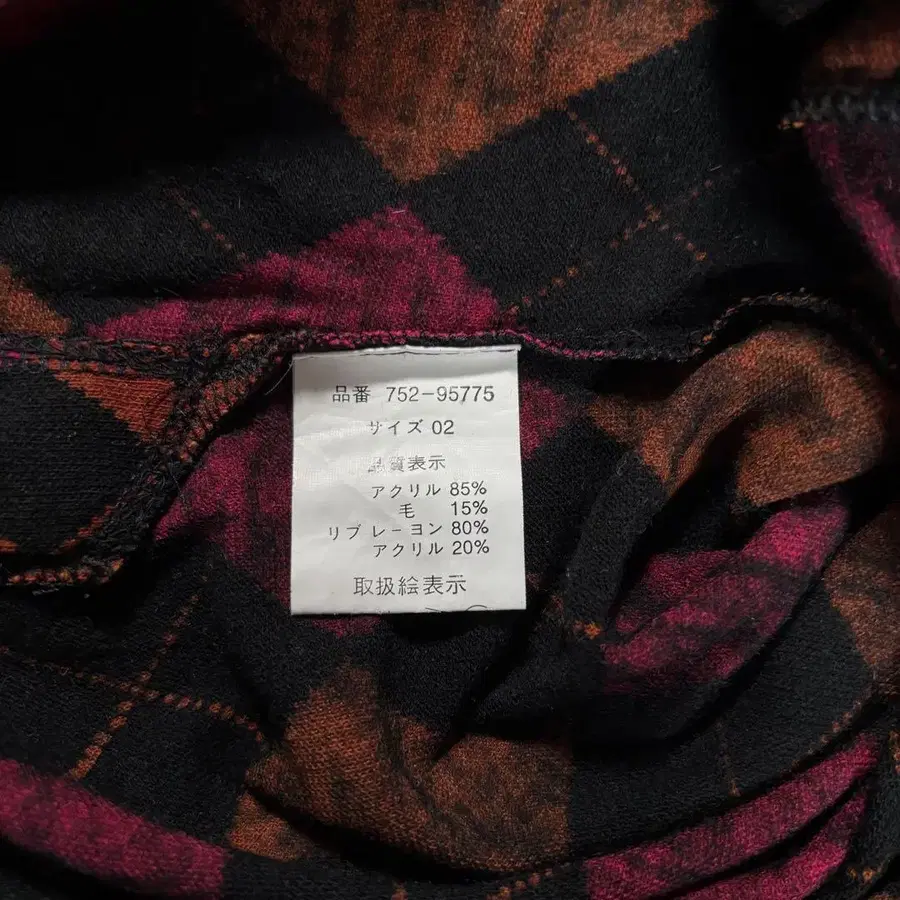 品番 752-95775
サイズ 02
品質表示
アクリル 85%
毛 15%
リブ レーヨン 80%
アクリル 20%
取扱絵表示